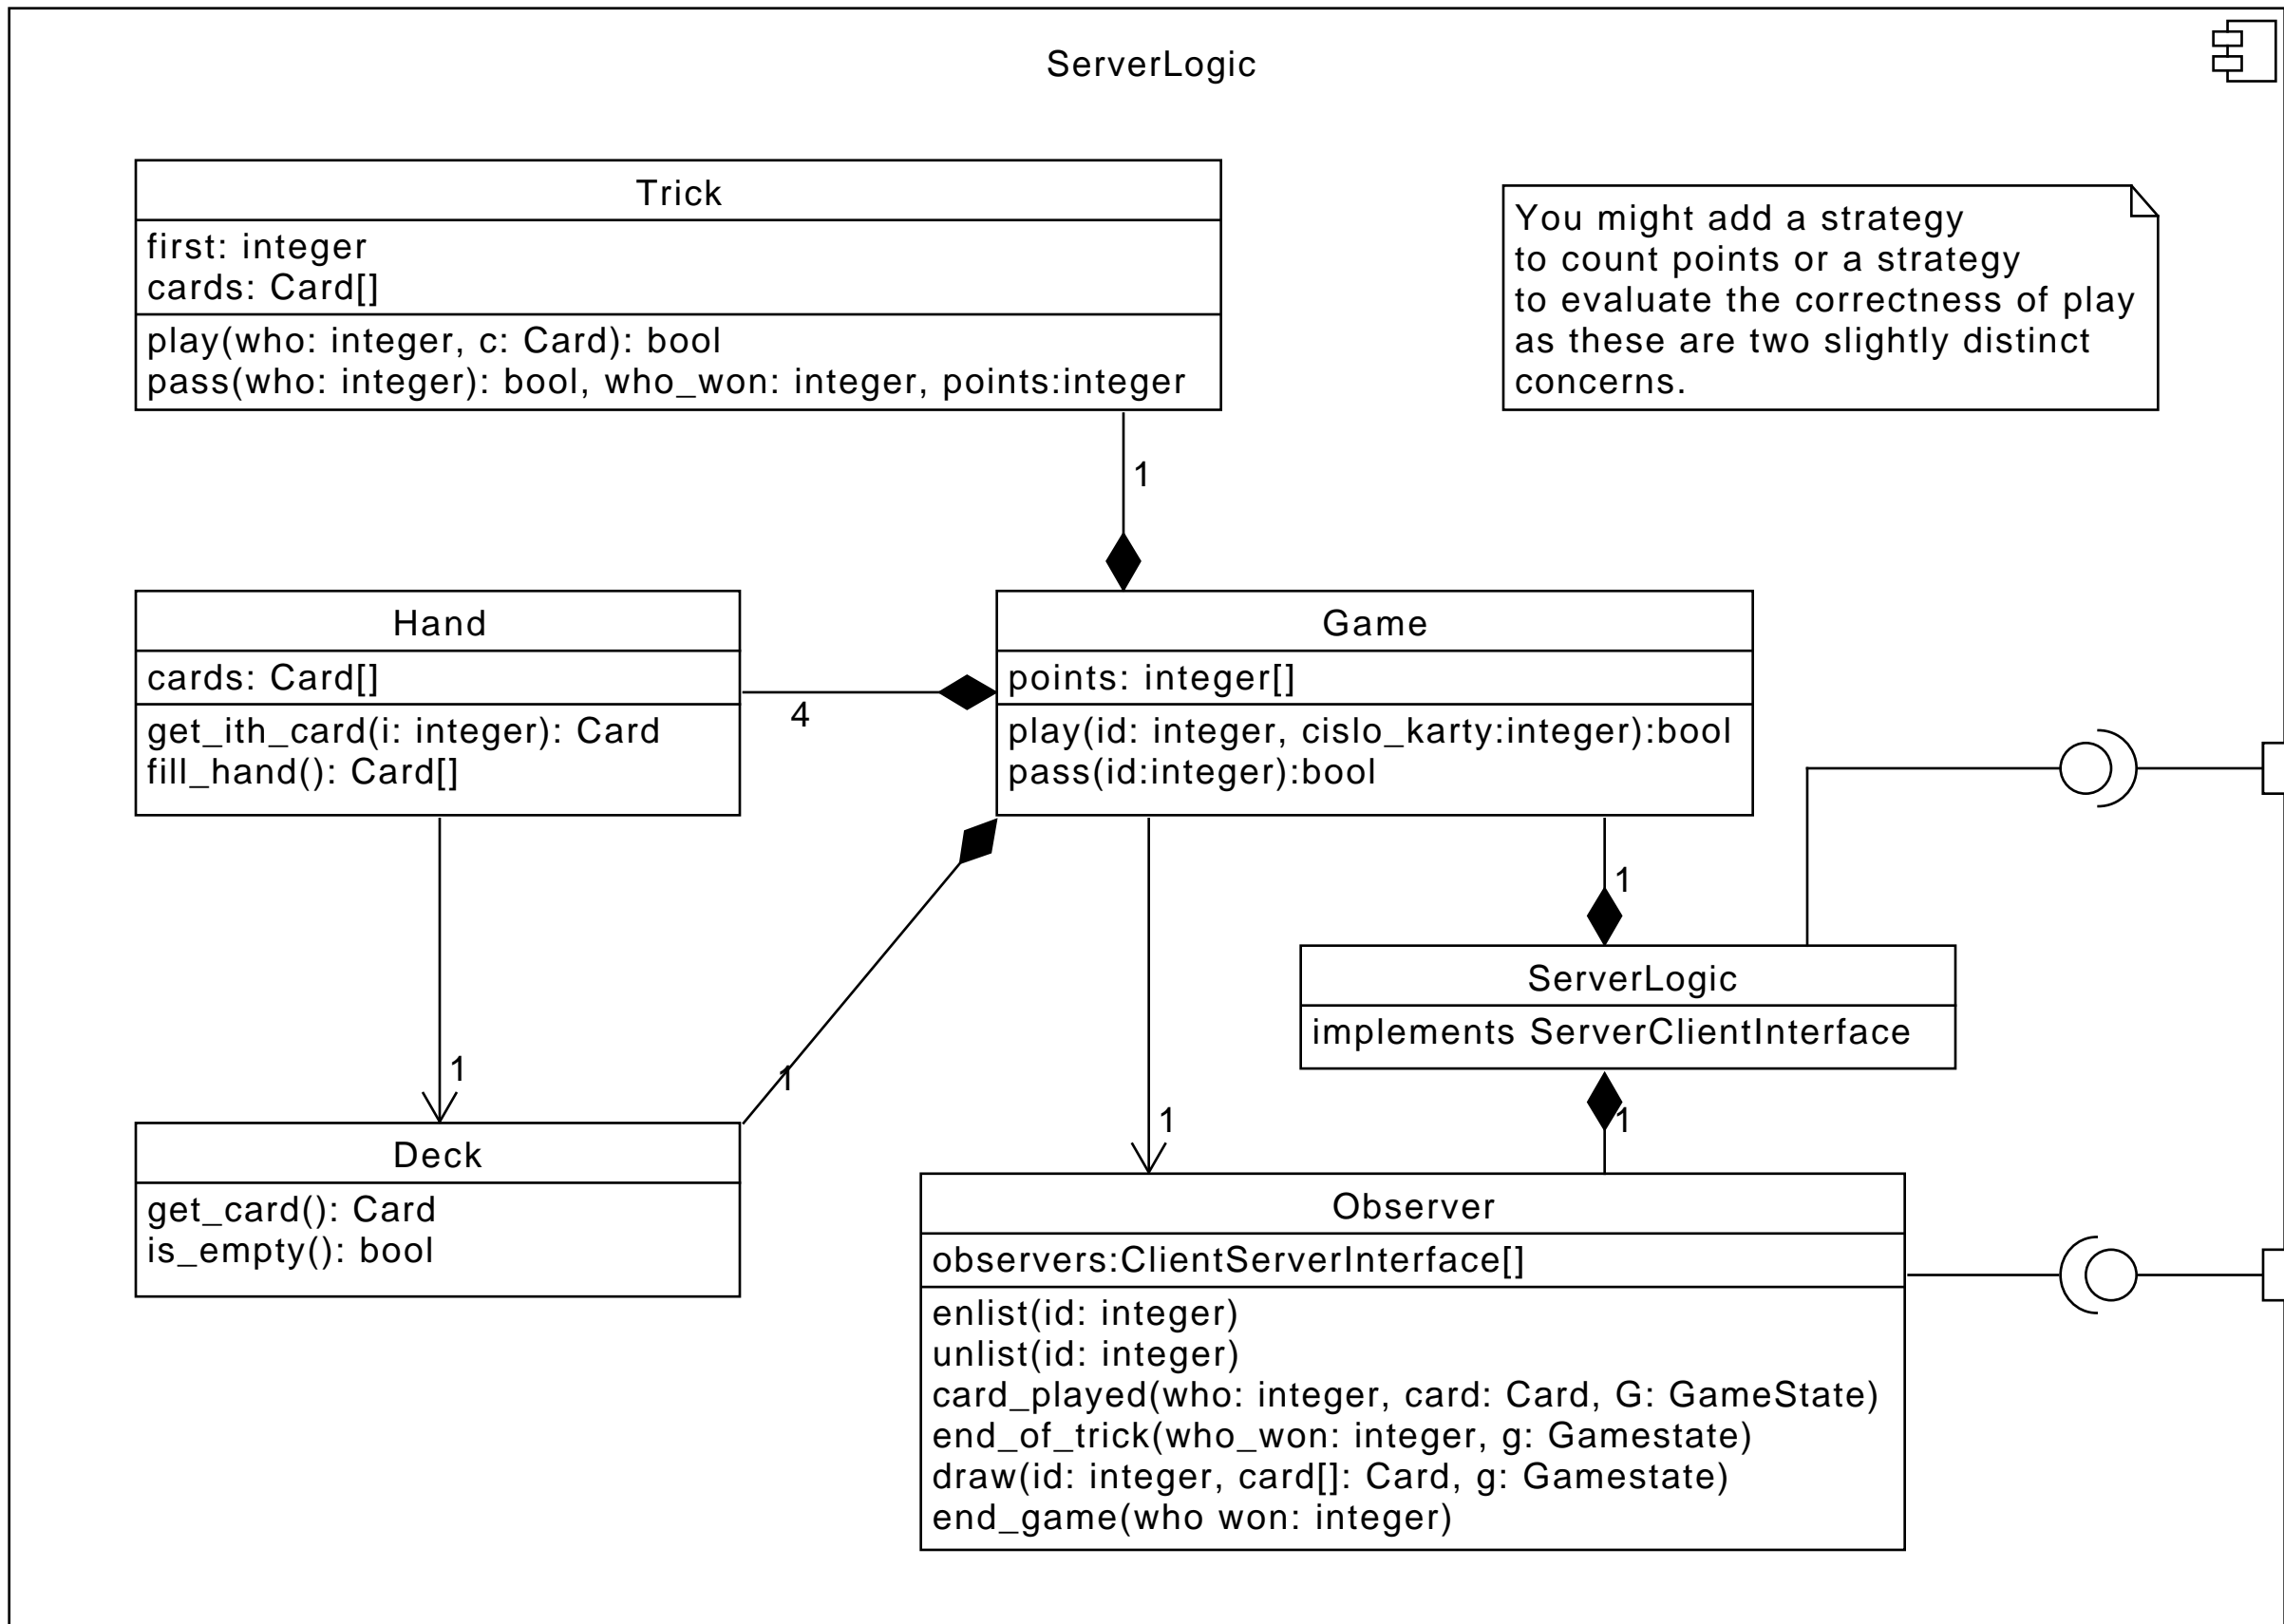 ServerLogic
Trick
first: integer
cards: Card[]
play(who: integer, c: Card): bool
pass(who: integer): bool, who_won: integer, points:integer
You might add a strategy
to count points or a strategy
to evaluate the correctness of play
as these are two slightly distinct
concerns.
1
Hand
cards: Card[]
get_ith_card(i: integer): Card
fill_hand(): Card[]
4
Game
points: integer[]
play(id: integer, cislo_karty:integer):bool
pass(id:integer):bool
1
ServerLogic
implements ServerClientInterface
1
1
1
1
Deck
get_card(): Card
is_empty(): bool
Observer
observers:ClientServerInterface[]
enlist(id: integer)
unlist(id: integer)
card_played(who: integer, card: Card, G: GameState)
end_of_trick(who_won: integer, g: Gamestate)
draw(id: integer, card[]: Card, g: Gamestate)
end_game(who won: integer)